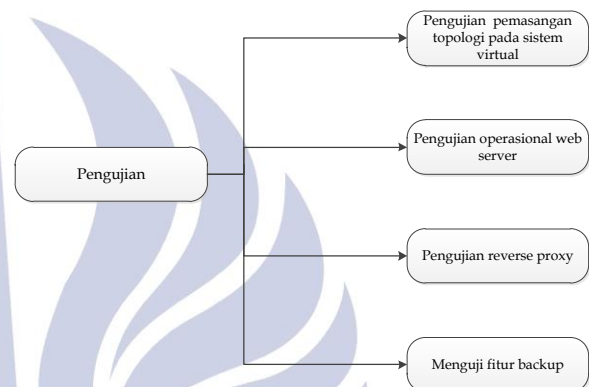 Pengujian pemasangan
topologi pada sistem
virtual
Pengujian operasional web
server
Pengujian
Pengujian reverse proxy
Menguji fitur backup